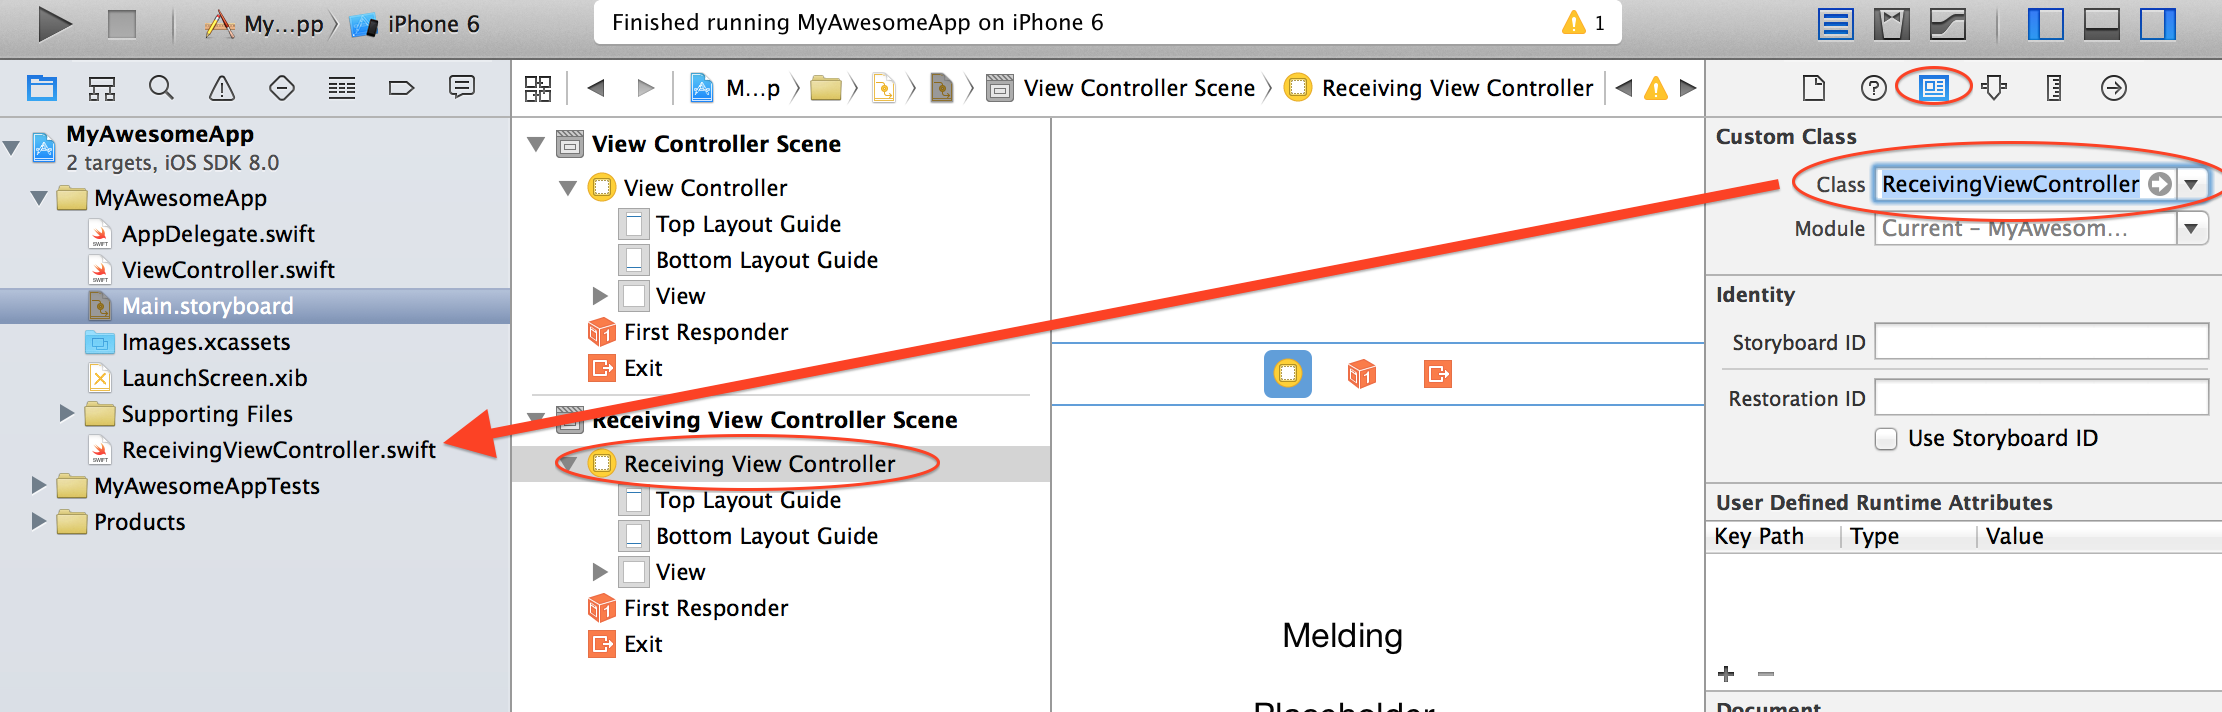 My...pp
iPhone 6
Finished running MyAwesomeApp on iPhone 6
1
M...p
View Controller Scene
Receiving View Controller
MyAwesomeApp
2 targets, iOS SDK 8.0
MyAwesomeApp
AppDelegate.swift
ViewController.swift
Main.storyboard
Images.xcassets
LaunchScreen.xib
Supporting Files
ReceivingViewController.swift
MyAwesomeAppTests
Products
View Controller Scene
View Controller
Top Layout Guide
Bottom Layout Guide
View
First Responder
Exit
Receiving View Controller Scene
Receiving View Controller
Top Layout Guide
Bottom Layout Guide
View
First Responder
Exit
Melding
Placeholder
Custom Class
Class ReceivingViewController
Module Current - MyAwesom...
Identity
Storyboard ID
Restoration ID
Use Storyboard ID
User Defined Runtime Attributes
Key Path Type Value
Document